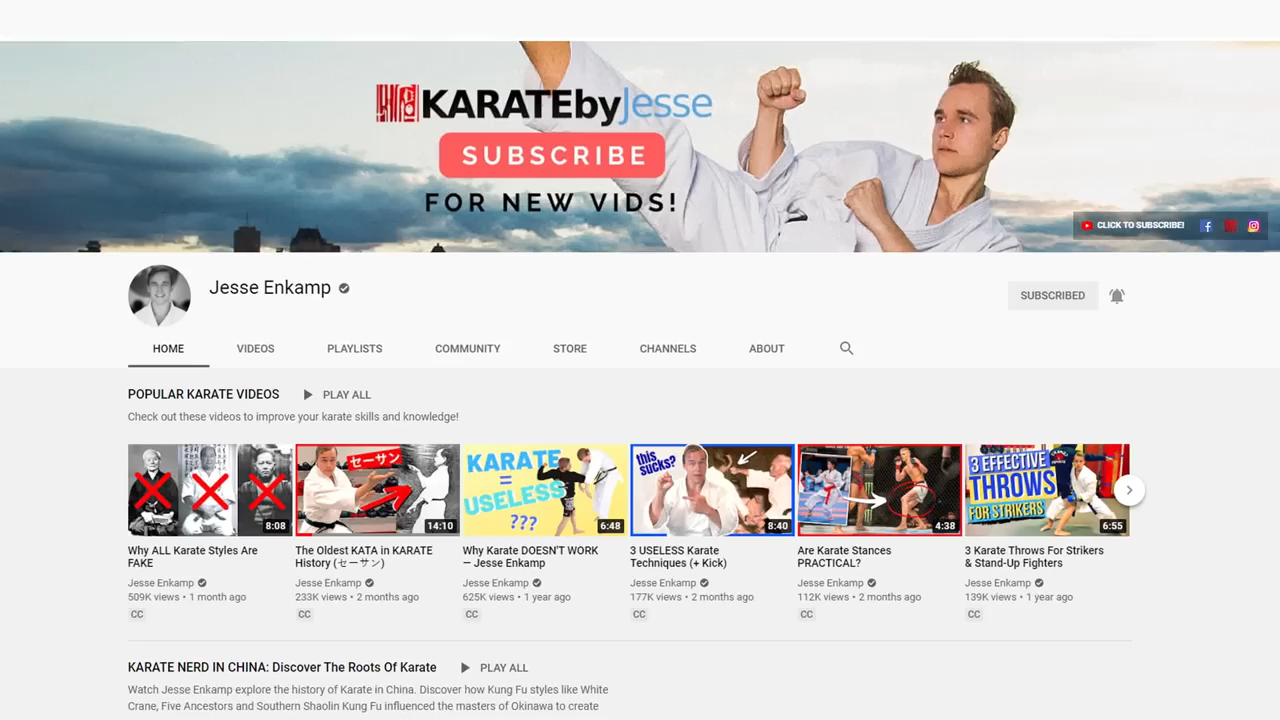 KARATEbyJesse
SUBSCRIBE
FOR NEW VIDS!
CLICK TO SUBSCRIBE!
Jesse Enkamp
SUBSCRIBED
HOME VIDEOS PLAYLISTS COMMUNITY STORE CHANNELS ABOUT
POPULAR KARATE VIDEOS PLAY ALL
Check out these videos to improve your karate skills and knowledge!
8:08
セーサン
14:10
KARATE
=
USELESS
???
6:48
this
sucks?
8:40
4:38
3 EFFECTIVE
THROWS
FOR STRIKERS
6:55
Why ALL Karate Styles Are
FAKE
Jesse Enkamp
509K views • 1 month ago
CC
The Oldest KATA in KARATE
History (セーサン)
Jesse Enkamp
233K views • 2 months ago
CC
Why Karate DOESN'T WORK
— Jesse Enkamp
Jesse Enkamp
625K views • 1 year ago
CC
3 USELESS Karate
Techniques (+ Kick)
Jesse Enkamp
177K views • 2 months ago
CC
Are Karate Stances
PRACTICAL?
Jesse Enkamp
112K views • 2 months ago
CC
3 Karate Throws For Strikers
& Stand-Up Fighters
Jesse Enkamp
139K views • 1 year ago
CC
KARATE NERD IN CHINA: Discover The Roots Of Karate PLAY ALL
Watch Jesse Enkamp explore the history of Karate in China. Discover how Kung Fu styles like White
Crane, Five Ancestors and Southern Shaolin Kung Fu influenced the masters of Okinawa to create